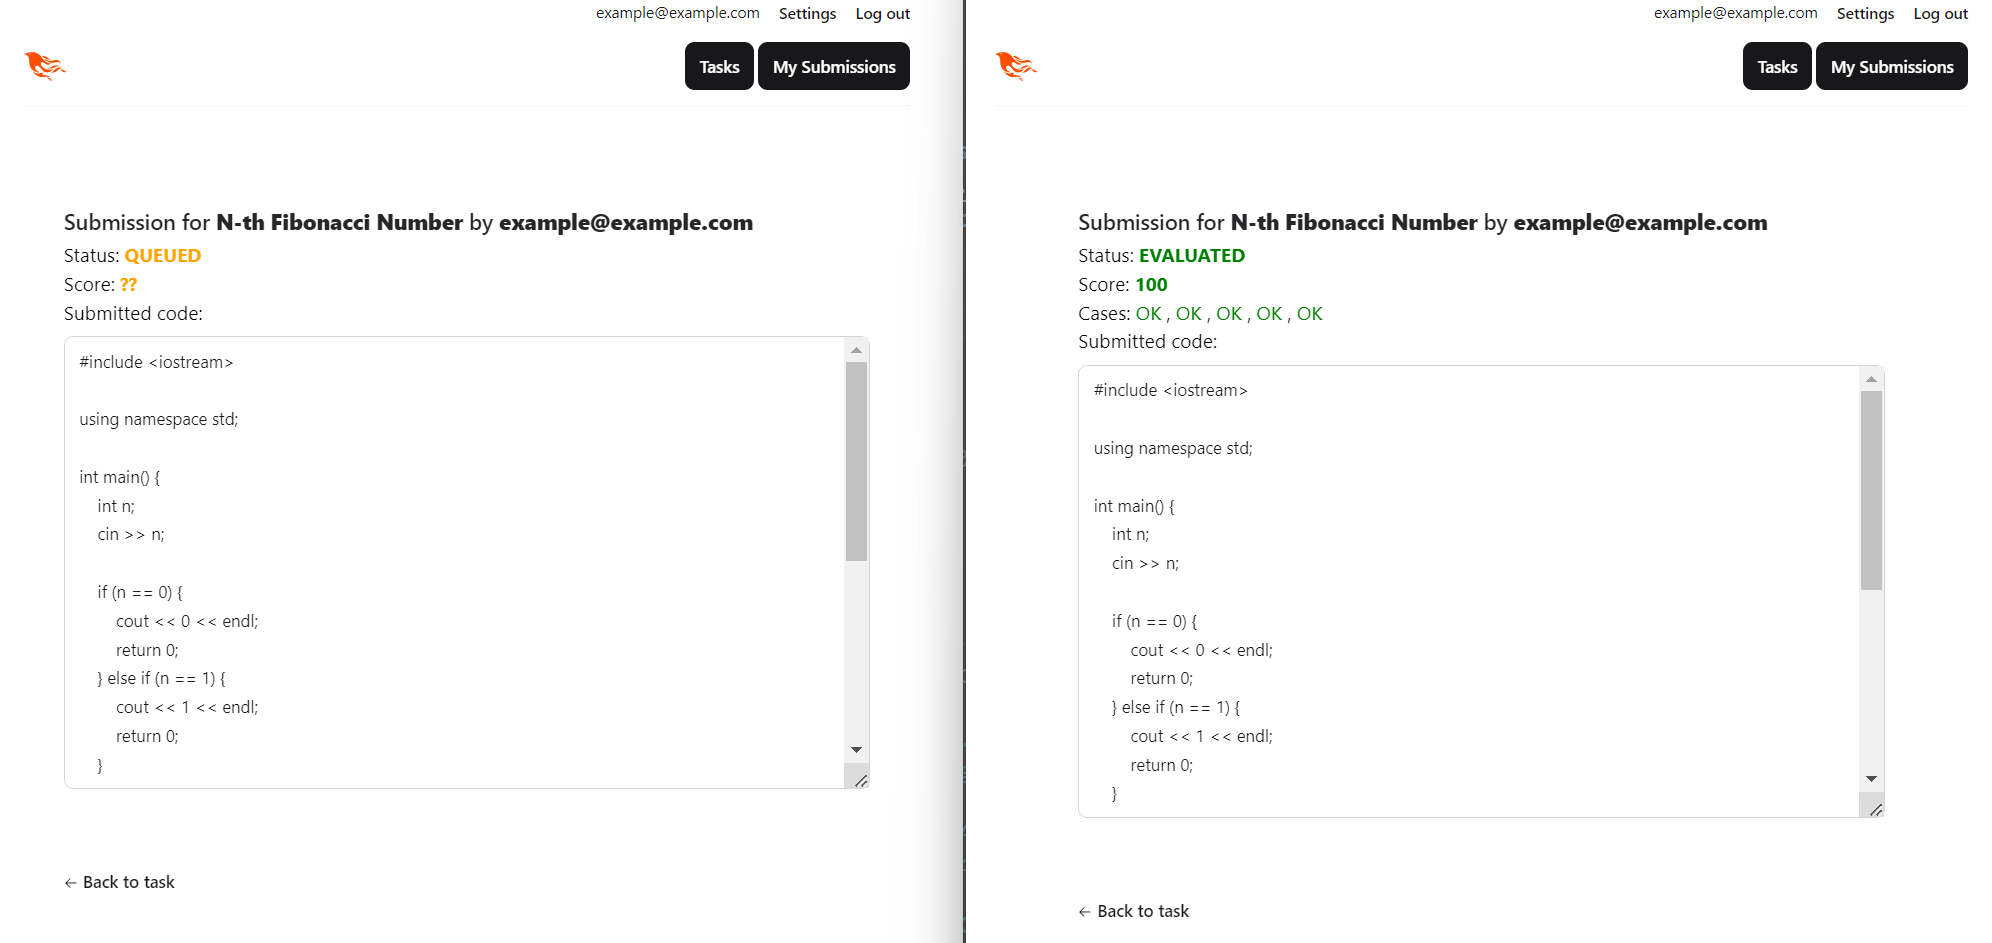 example@example.com Settings Log out
Tasks My Submissions
Submission for N-th Fibonacci Number by example@example.com
Status: QUEUED
Score: ??
Submitted code:
#include <iostream>
using namespace std;
int main() {
int n;
cin >> n;
if (n == 0) {
cout << 0 << endl;
return 0;
} else if (n == 1) {
cout << 1 << endl;
return 0;
}
← Back to task
example@example.com Settings Log out
Tasks My Submissions
Submission for N-th Fibonacci Number by example@example.com
Status: EVALUATED
Score: 100
Cases: OK , OK , OK , OK , OK
Submitted code:
#include <iostream>
using namespace std;
int main() {
int n;
cin >> n;
if (n == 0) {
cout << 0 << endl;
return 0;
} else if (n == 1) {
cout << 1 << endl;
return 0;
}
← Back to task